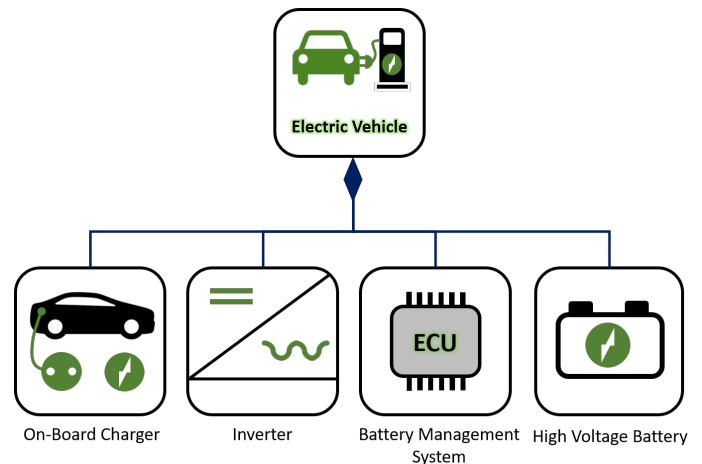 Electric Vehicle
ECU
On-Board Charger
Inverter
Battery Management
System
High Voltage Battery